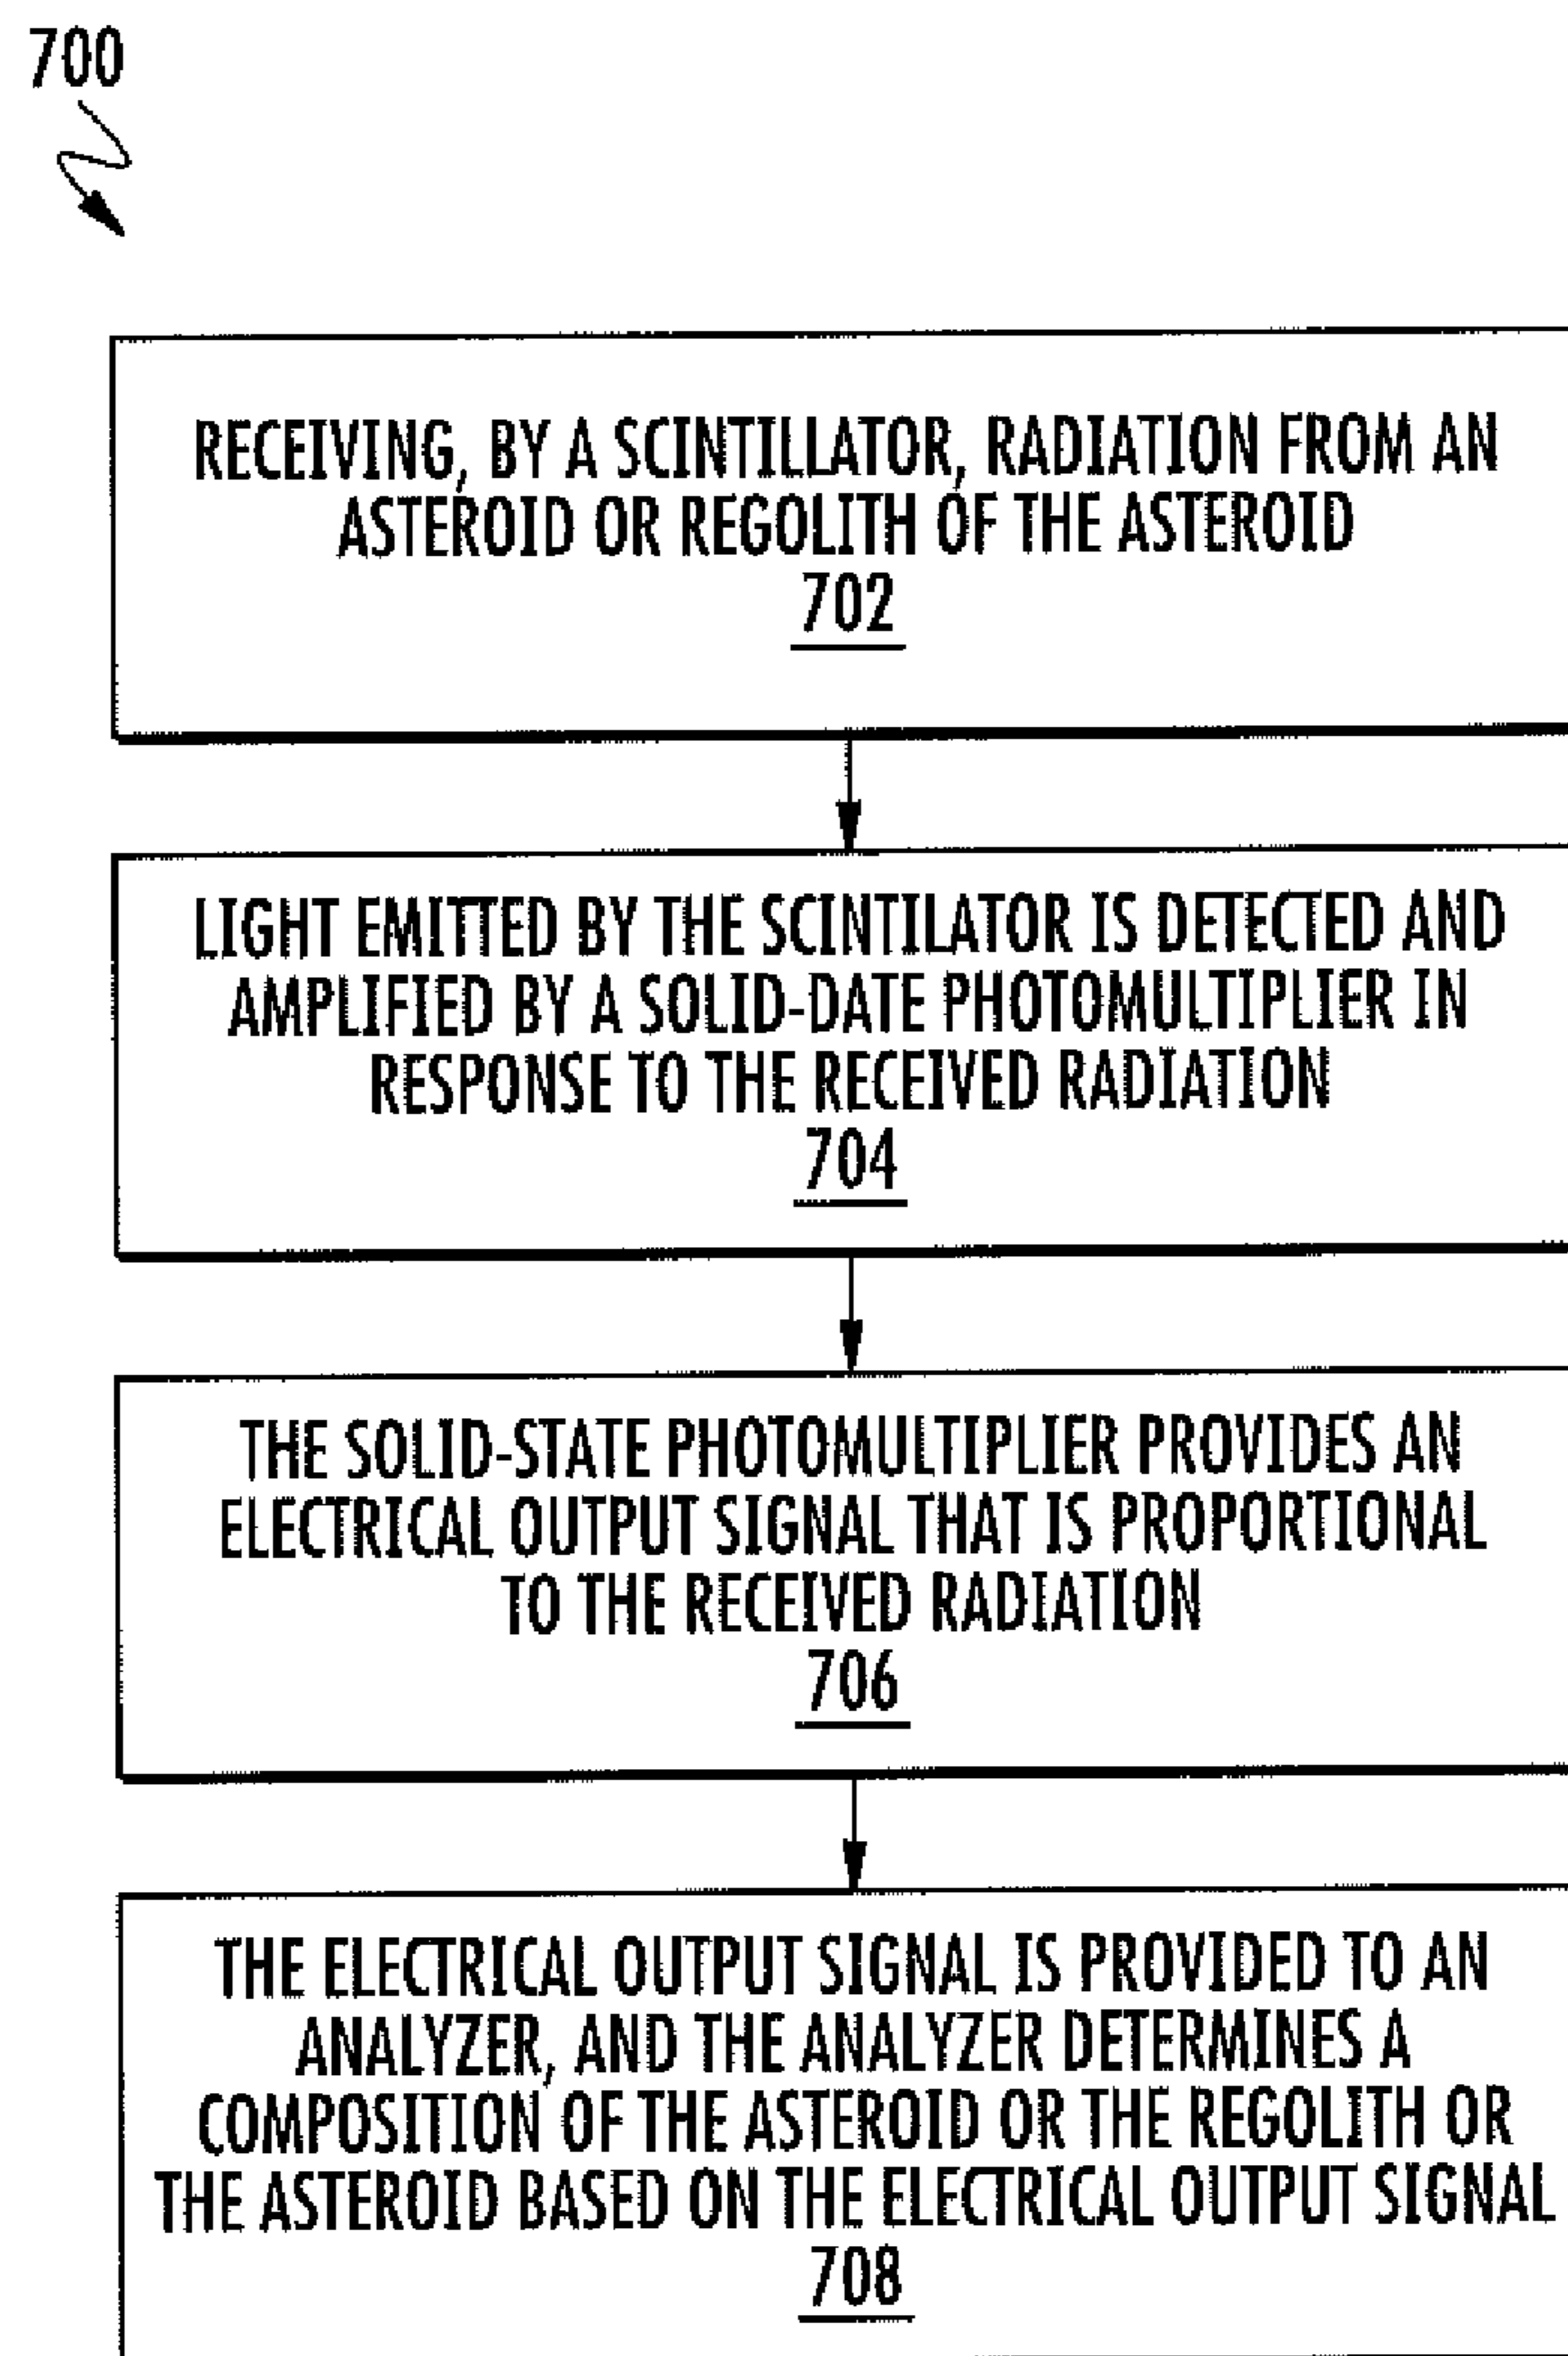 700
RECEIVING, BY A SCINTILLATOR, RADIATION FROM AN
ASTEROID OR REGOLITH OF THE ASTEROID
702
LIGHT EMITTED BY THE SCINTILATOR IS DETECTED AND
AMPLIFIED BY A SOLID-DATE PHOTOMULTIPLIER IN
RESPONSE TO THE RECEIVED RADIATION
704
THE SOLID-STATE PHOTOMULTIPLIER PROVIDES AN
ELECTRICAL OUTPUT SIGNAL THAT IS PROPORTIONAL
TO THE RECEIVED RADIATION
706
THE ELECTRICAL OUTPUT SIGNAL IS PROVIDED TO AN
ANALYZER, AND THE ANALYZER DETERMINES A
COMPOSITION OF THE ASTEROID OR THE REGOLITH OR
THE ASTEROID BASED ON THE ELECTRICAL OUTPUT SIGNAL
708